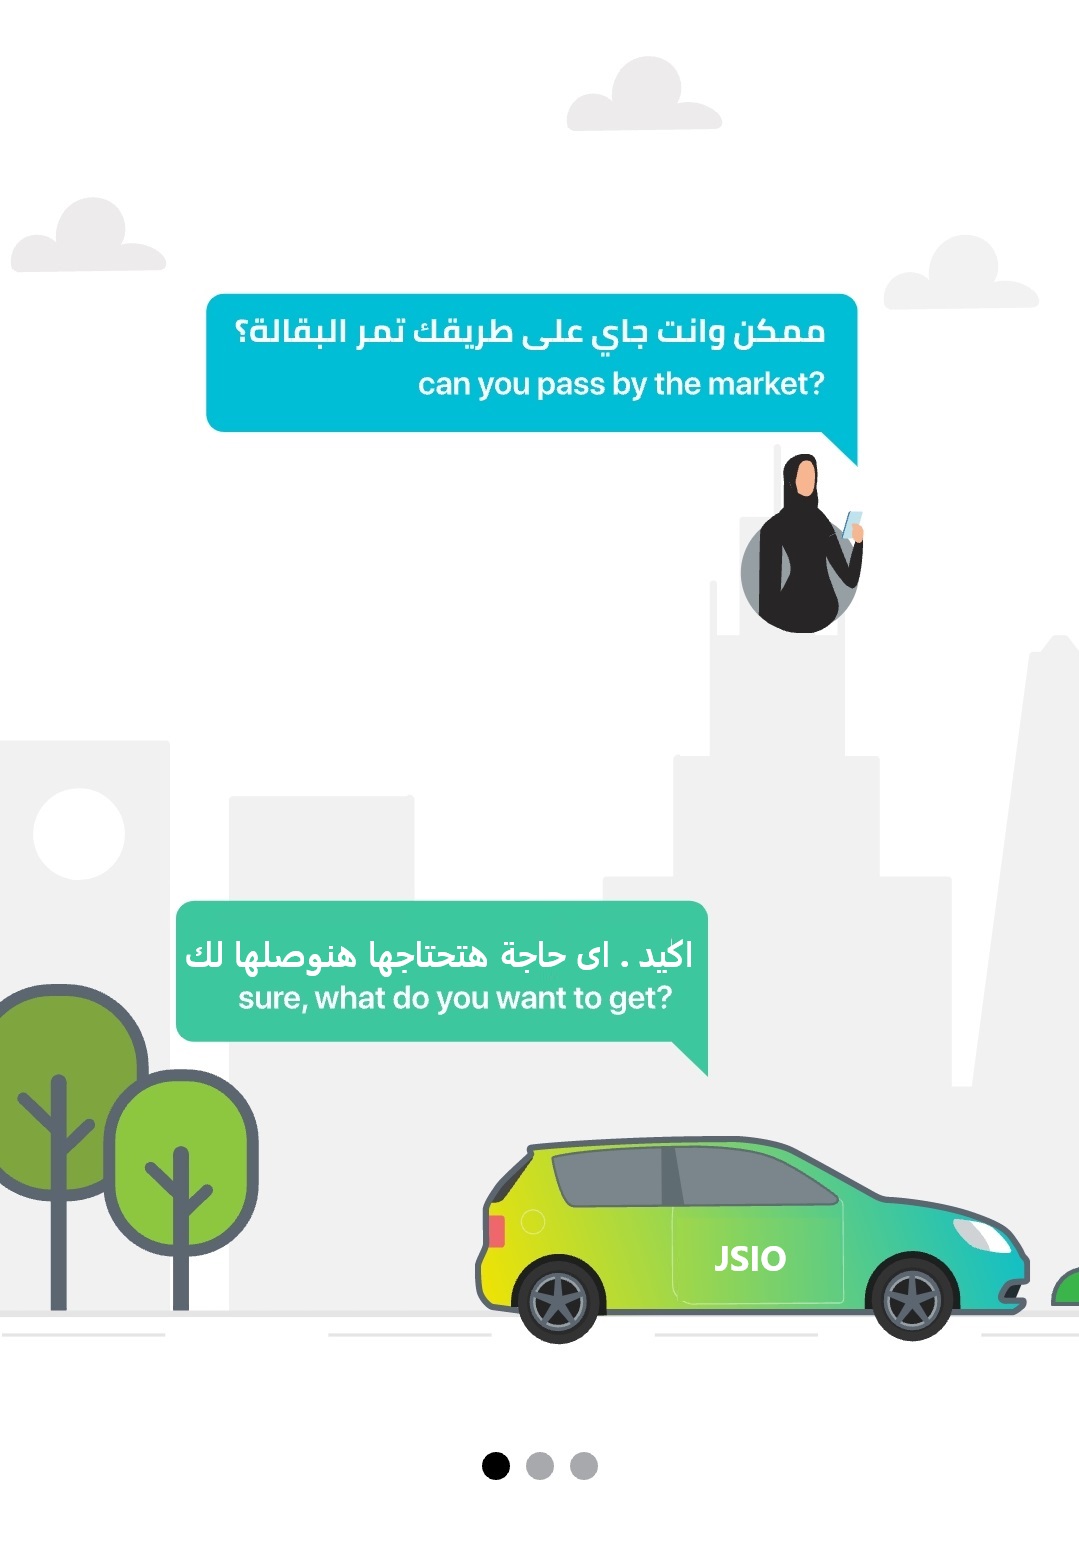 ممكن وانت جاي على طريقك تمر البقالة؟
can you pass by the market?
اكيد . اى حاجة هتحتاجها هنوصلها لك
sure, what do you want to get?
JSIO